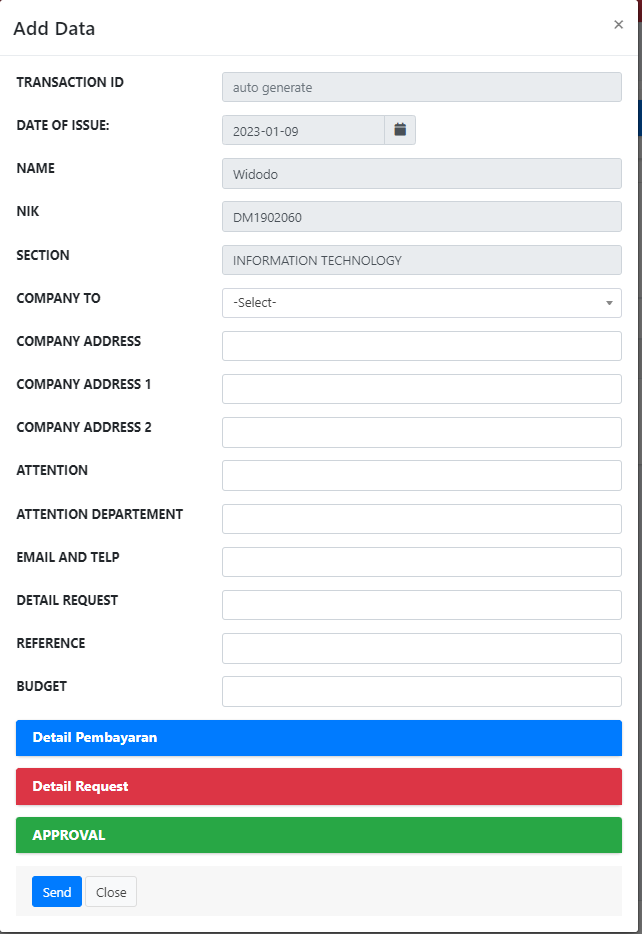 Add Data ×
TRANSACTION ID auto generate
DATE OF ISSUE: 2023-01-09
NAME Widodo
NIK DM1902060
SECTION INFORMATION TECHNOLOGY
COMPANY TO -Select-
COMPANY ADDRESS
COMPANY ADDRESS 1
COMPANY ADDRESS 2
ATTENTION
ATTENTION DEPARTEMENT
EMAIL AND TELP
DETAIL REQUEST
REFERENCE
BUDGET
Detail Pembayaran
Detail Request
APPROVAL
Send Close